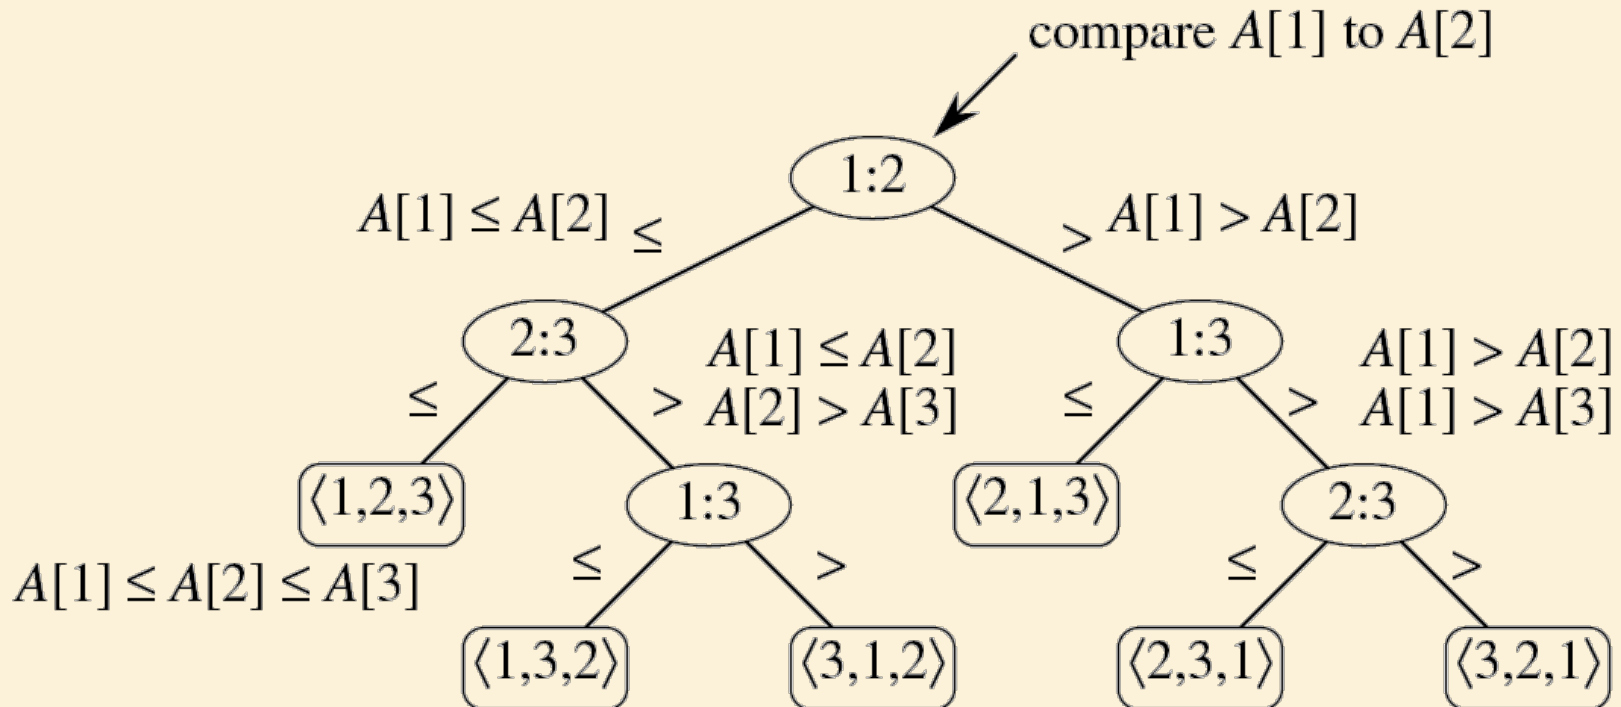 compare A[1] to A[2]
1:2
A[1] ≤ A[2] ≤
> A[1] > A[2]
2:3
A[1] ≤ A[2]
1:3
A[1] > A[2]
≤
> A[2] > A[3]
≤
> A[1] > A[3]
⟨1,2,3⟩
1:3
⟨2,1,3⟩
2:3
A[1] ≤ A[2] ≤ A[3]
≤
>
≤
>
⟨1,3,2⟩
⟨3,1,2⟩
⟨2,3,1⟩
⟨3,2,1⟩